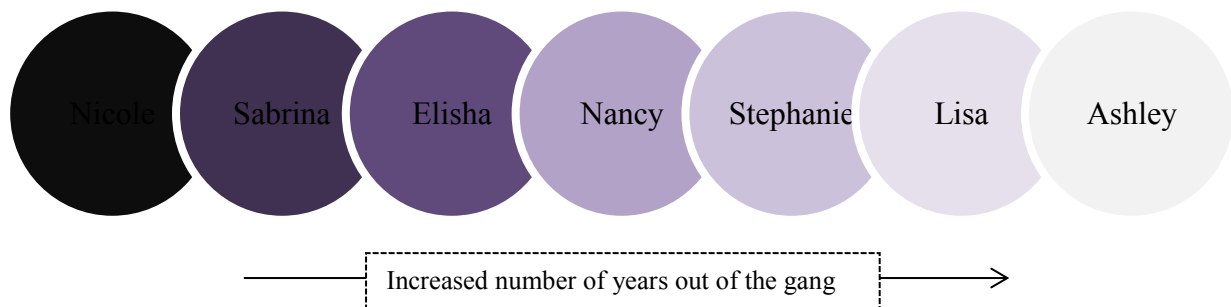 Nicole Sabrina Elisha Nancy Stephanie Lisa Ashley
Increased number of years out of the gang